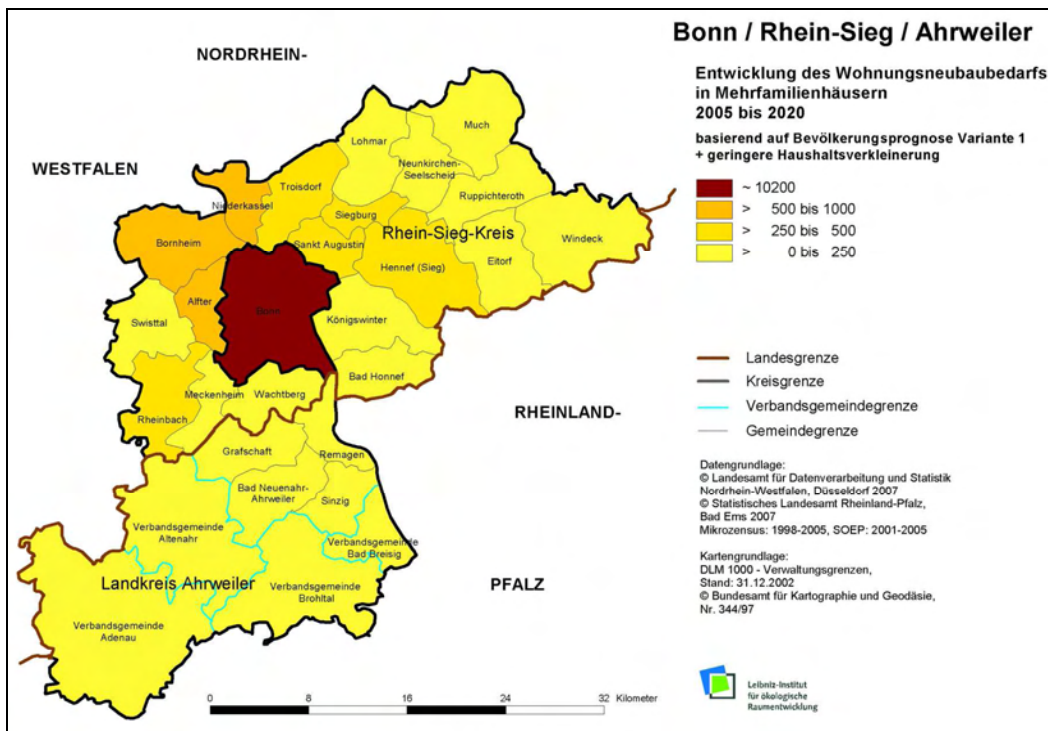 Bonn / Rhein-Sieg / Ahrweiler
NORDRHEIN-
WESTFALEN
Entwicklung des Wohnungsneubaubedarfs
in Mehrfamilienhäusern
2005 bis 2020
basierend auf Bevölkerungsprognose Variante 1
+ geringere Haushaltsverkleinerung
~ 10200
> 500 bis 1000
> 250 bis 500
> 0 bis 250
Much
Lohmar
Neunkirchen-
Seelscheid
Troisdorf
Ruppichteroth
Niederkassel
Siegburg
Rhein-Sieg-Kreis
Windeck
Bornheim
Sankt Augustin
Eitorf
Hennef (Sieg)
Alfter
Bonn
Swisttal
Königswinter
Bad Honnef
Meckenheim
Wachtberg
Rheinbach
RHEINLAND-
Grafschaft
Remagen
Bad Neuenahr-
Ahrweiler
Sinzig
Verbandsgemeinde
Altenahr
Verbandsgemeinde
Bad Breisig
Landkreis Ahrweiler
Verbandsgemeinde
Brohltal
PFALZ
Verbandsgemeinde
Adenau
Landesgrenze
Kreisgrenze
Verbandsgemeindegrenze
Gemeindegrenze
Datengrundlage:
© Landesamt für Datenverarbeitung und Statistik
Nordrhein-Westfalen, Düsseldorf 2007
© Statistisches Landesamt Rheinland-Pfalz,
Bad Ems 2007
Mikrozensus: 1998-2005, SOEP: 2001-2005
Kartengrundlage:
DLM 1000 - Verwaltungsgrenzen,
Stand: 31.12.2002
© Bundesamt für Kartographie und Geodäsie,
Nr. 344/97
0 8 16 24 32 Kilometer
Leibniz-Institut
für ökologische
Raumentwicklung